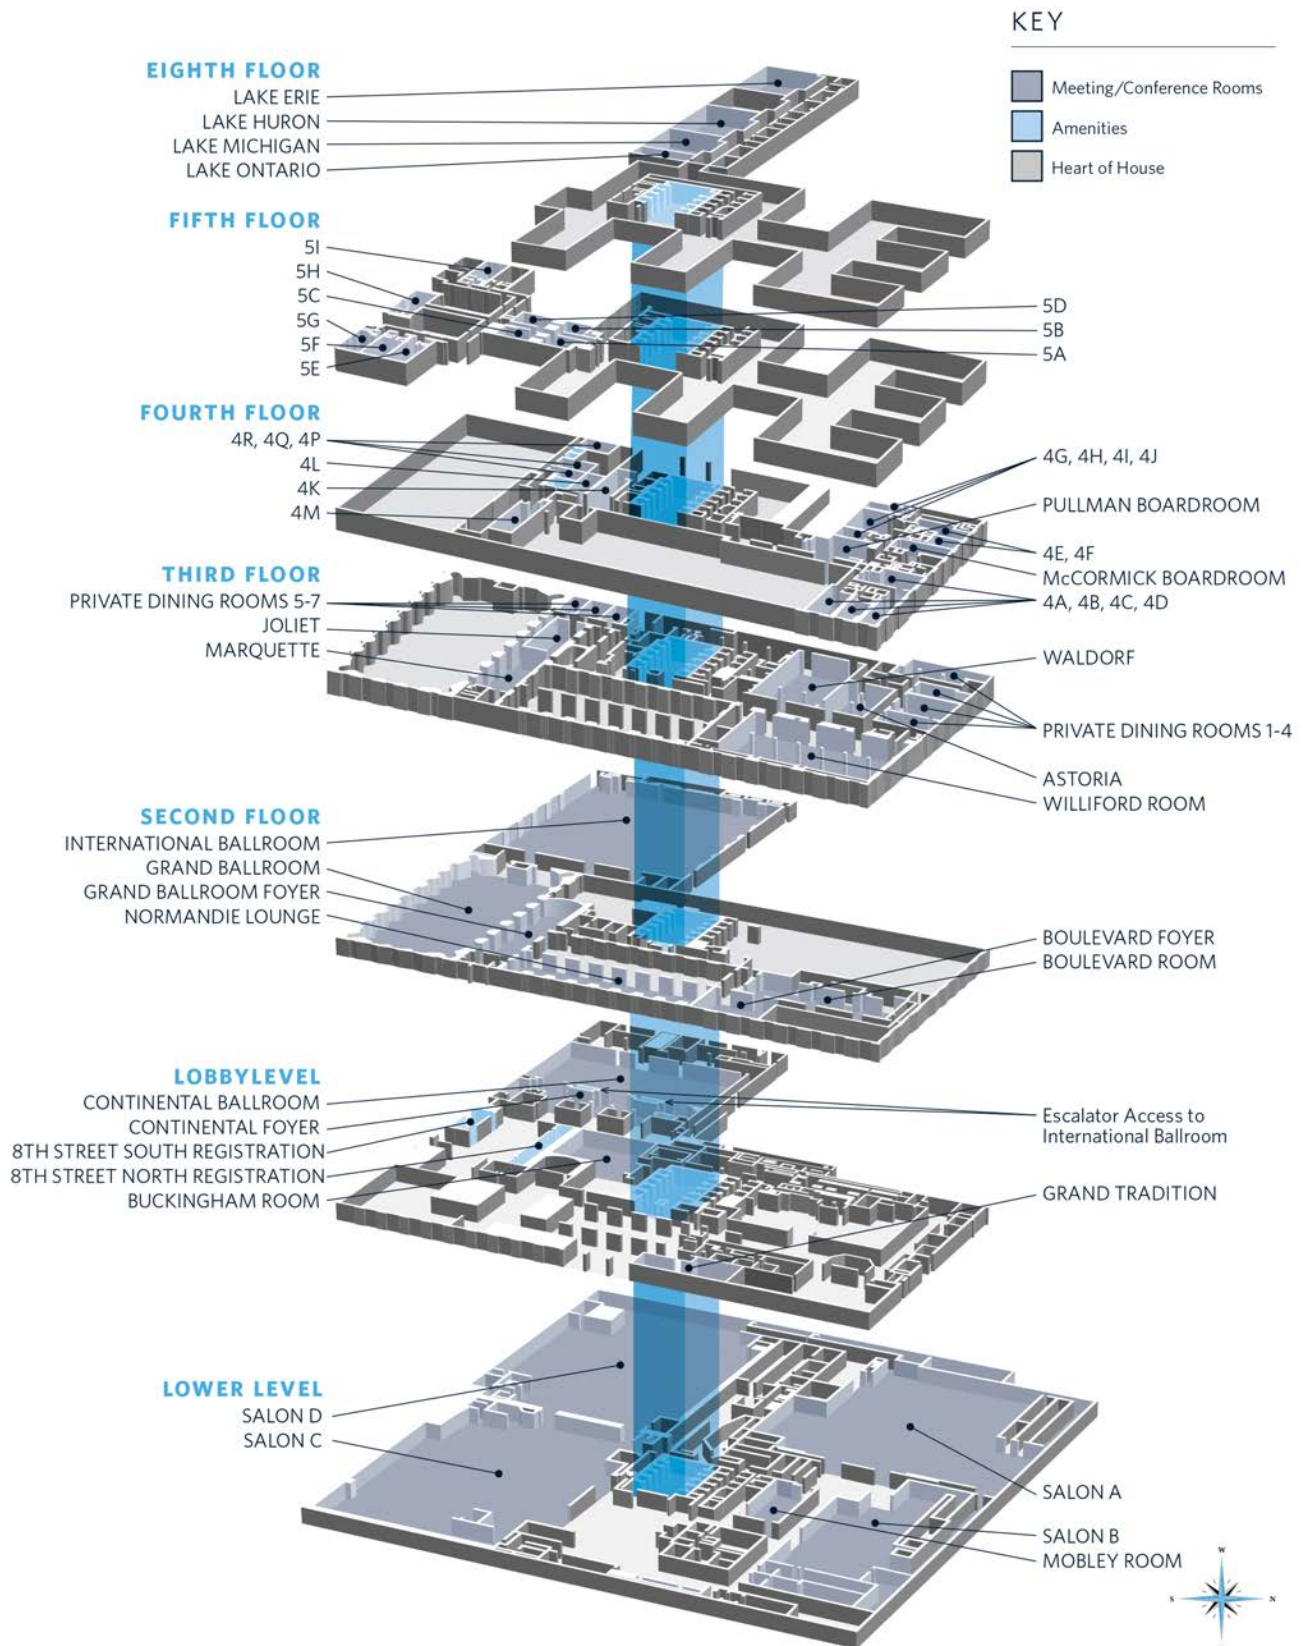 KEY
Meeting/Conference Rooms
Amenities
Heart of House
EIGHTH FLOOR
LAKE ERIE
LAKE HURON
LAKE MICHIGAN
LAKE ONTARIO
FIFTH FLOOR
5I
5H
5C
5G
5F
5E
5D
5B
5A
FOURTH FLOOR
4R, 4Q, 4P
4L
4K
4M
4G, 4H, 4I, 4J
PULLMAN BOARDROOM
4E, 4F
McCORMICK BOARDROOM
4A, 4B, 4C, 4D
THIRD FLOOR
PRIVATE DINING ROOMS 5-7
JOLIET
MARQUETTE
WALDORF
PRIVATE DINING ROOMS 1-4
ASTORIA
WILLIFORD ROOM
SECOND FLOOR
INTERNATIONAL BALLROOM
GRAND BALLROOM
GRAND BALLROOM FOYER
NORMANDIE LOUNGE
BOULEVARD FOYER
BOULEVARD ROOM
LOBBYLEVEL
CONTINENTAL BALLROOM
CONTINENTAL FOYER
8TH STREET SOUTH REGISTRATION
8TH STREET NORTH REGISTRATION
BUCKINGHAM ROOM
Escalator Access to
International Ballroom
GRAND TRADITION
LOWER LEVEL
SALON D
SALON C
SALON A
SALON B
MOBLEY ROOM
W
S
N
E